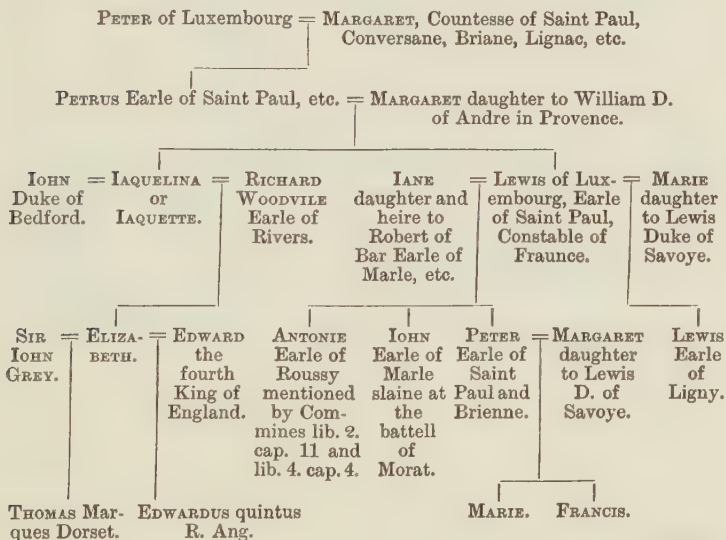 PETER of Luxembourg = MARGARET, Countesse of Saint Paul,
Conversane, Briane, Lignac, etc.
PETRUS Earle of Saint Paul, etc. = MARGARET daughter to William D.
of Andre in Provence.
IOHN
Duke of
Bedford.
=
IAQUELINA
or
IAQUETTE.
=
RICHARD
WOODVILE
Earle of
Rivers.
IANE
daughter and
heire to
Robert of
Bar Earle of
Marle, etc.
=
LEWIS of Lux-
embourg, Earle
of Saint Paul,
Constable of
Fraunce.
=
MARIE
daughter
to Lewis
Duke of
Savoye.
SIR
IOHN
GREY.
=
ELIZA-
BETH.
=
EDWARD
the
fourth
King of
England.
ANTONIE
Earle of
Roussy
mentioned
by Com-
mines lib. 2.
cap. 11 and
lib. 4. cap. 4.
IOHN
Earle of
Marle
slaine at
the
battell
of
Morat.
PETER
Earle of
Saint
Paul and
Brienne.
=
MARGARET
daughter
to Lewis
D. of
Savoye.
LEWIS
Earle
of
Ligny.
THOMAS Mar-
ques Dorset.
EDWARDUS quintus
R. Ang.
MARIE.
FRANCIS.